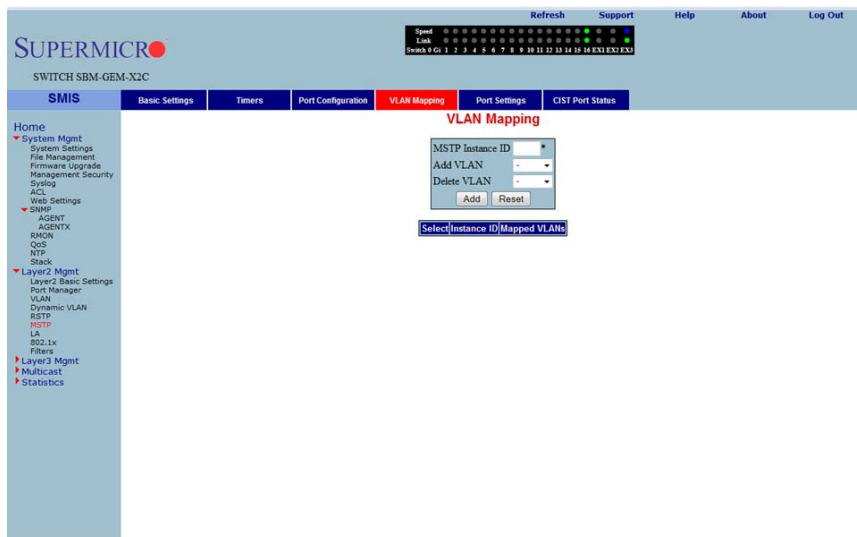 Refresh Support Help About Log Out
Speed
Link
Switch 0 Gi 1 2 3 4 5 6 7 8 9 10 11 12 13 14 15 16 EX1 EX2 EX3
SUPERMICRO
SWITCH SBM-GEM-X2C
SMIS
Basic Settings Timers Port Configuration VLAN Mapping Port Settings CIST Port Status
Home
System Mgmt
System Settings
File Management
Firmware Upgrade
Management Security
Syslog
ACL
Web Settings
SNMP
AGENT
AGENTX
RMON
QoS
NTP
Stack
Layer2 Mgmt
Layer2 Basic Settings
Port Manager
VLAN
Dynamic VLAN
RSTP
MSTP
LA
802.1x
Filters
Layer3 Mgmt
Multicast
Statistics
VLAN Mapping
MSTP Instance ID *
Add VLAN -
Delete VLAN -
Add Reset
Select Instance ID Mapped VLANs